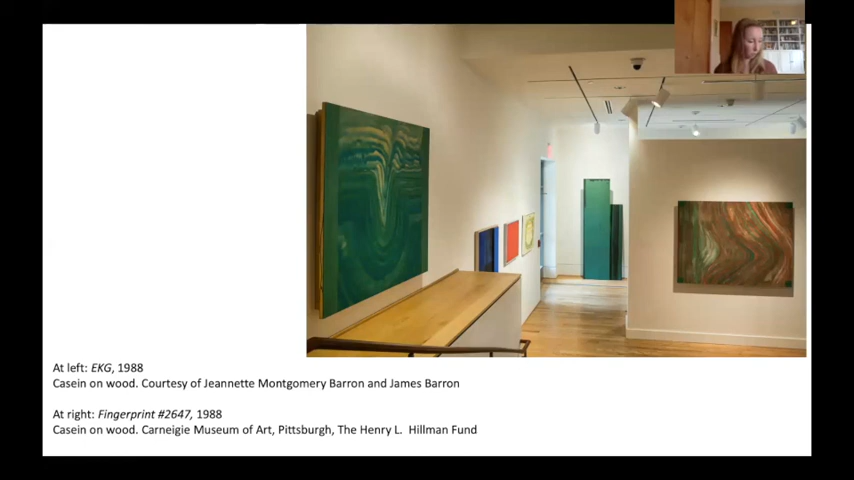 At left: EKG, 1988
Casein on wood. Courtesy of Jeannette Montgomery Barron and James Barron
At right: Fingerprint #2647, 1988
Casein on wood. Carneigie Museum of Art, Pittsburgh, The Henry L. Hillman Fund